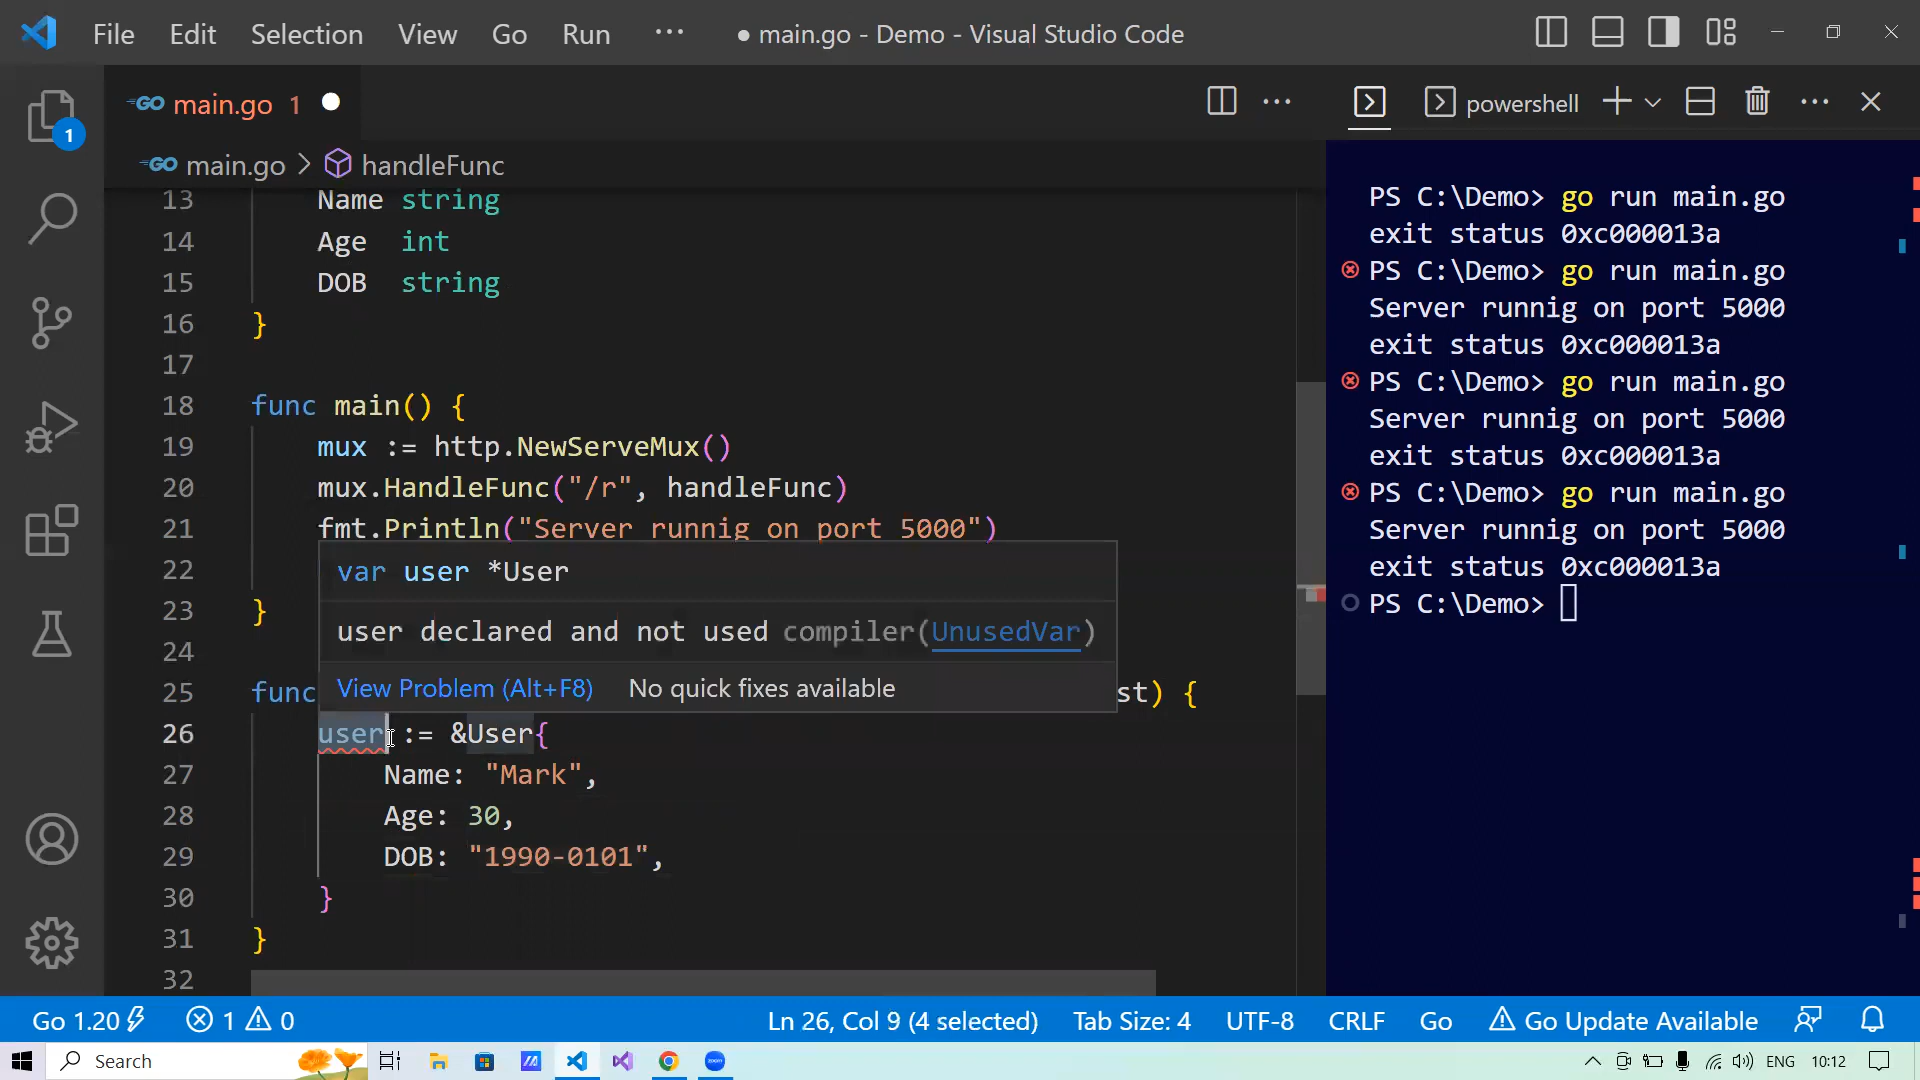 File Edit Selection View Go Run ··· ● main.go - Demo - Visual Studio Code
GO main.go 1
powershell
1
GO main.go > handleFunc
13 Name string
14 Age int
15 DOB string
16 }
17
18 func main() {
19 mux := http.NewServeMux()
20 mux.HandleFunc("/r", handleFunc)
21 fmt.Println("Server runnig on port 5000")
22
23 }
24
25 func st) {
var user *User
user declared and not used compiler(UnusedVar)
View Problem (Alt+F8) No quick fixes available
26 user := &User{
27 Name: "Mark",
28 Age: 30,
29 DOB: "1990-0101",
30 }
31 }
32
PS C:\Demo> go run main.go
exit status 0xc000013a
PS C:\Demo> go run main.go
Server runnig on port 5000
exit status 0xc000013a
PS C:\Demo> go run main.go
Server runnig on port 5000
exit status 0xc000013a
PS C:\Demo> go run main.go
Server runnig on port 5000
exit status 0xc000013a
PS C:\Demo>
Go 1.20 1 0 Ln 26, Col 9 (4 selected) Tab Size: 4 UTF-8 CRLF Go Go Update Available
Search zoom ENG 10:12